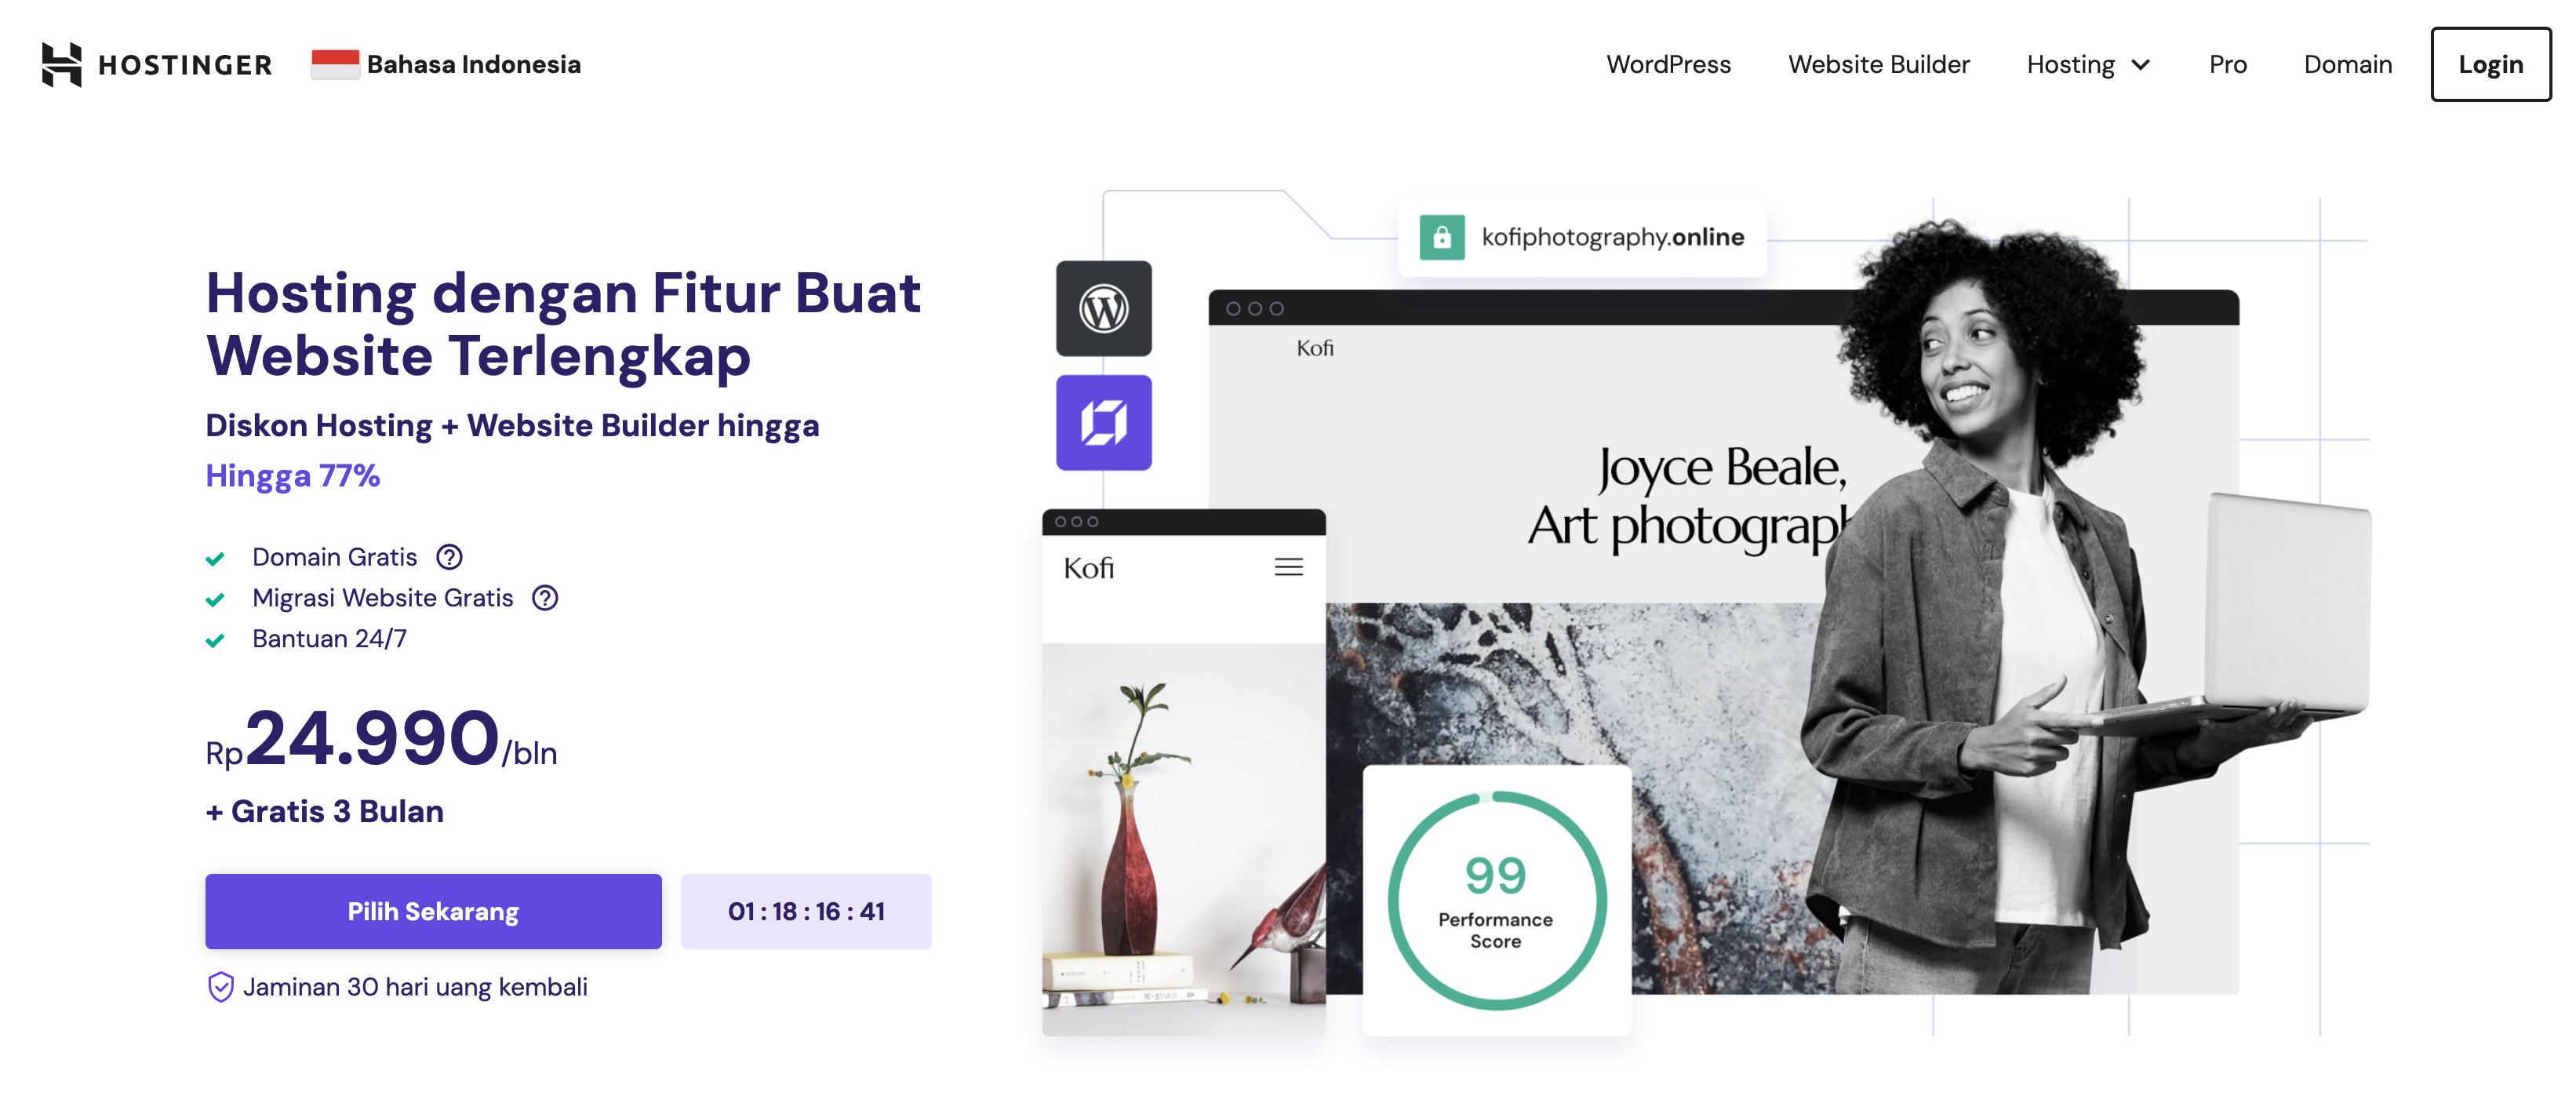 HOSTINGER
Bahasa Indonesia
WordPress
Website Builder
Hosting
Pro
Domain
Login
Hosting dengan Fitur Buat
Website Terlengkap
Diskon Hosting + Website Builder hingga
Hingga 77%
Domain Gratis
Migrasi Website Gratis
Bantuan 24/7
Rp24.990/bln
+ Gratis 3 Bulan
Pilih Sekarang
01 : 18 : 16 : 41
Jaminan 30 hari uang kembali
kofiphotography.online
Kofi
Joyce Beale,
Art photograph
Kofi
99
Performance
Score